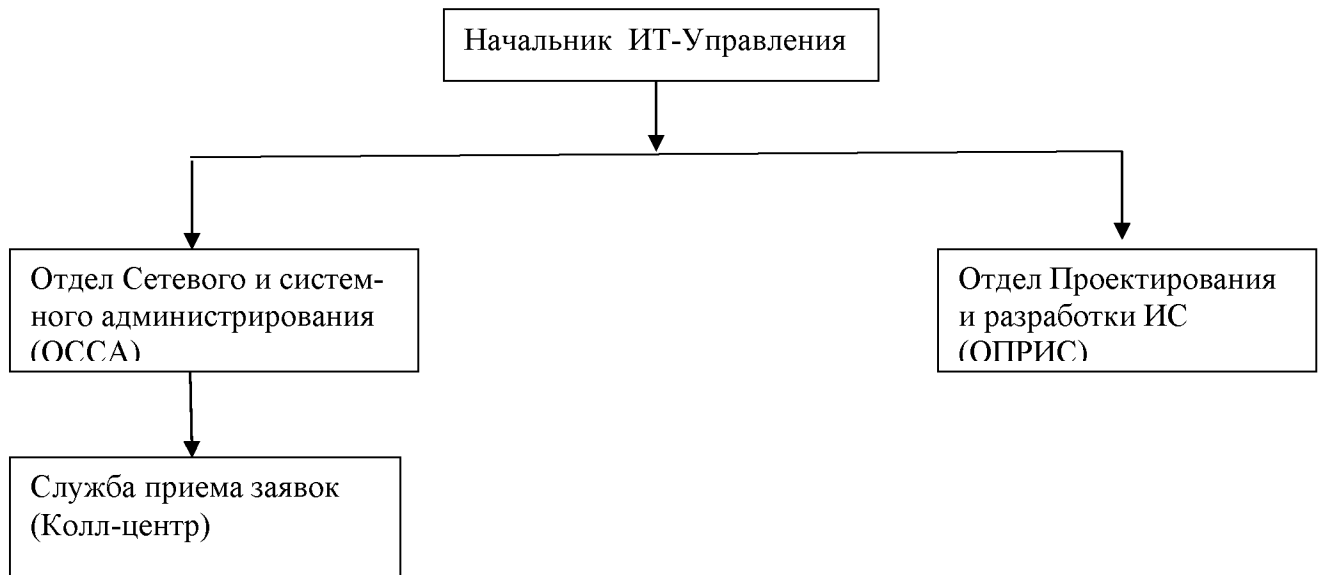 Начальник ИТ-Управления
Отдел Сетевого и систем-
ного администрирования
(ОССА)
Отдел Проектирования
и разработки ИС
(ОПРИС)
Служба приема заявок
(Колл-центр)